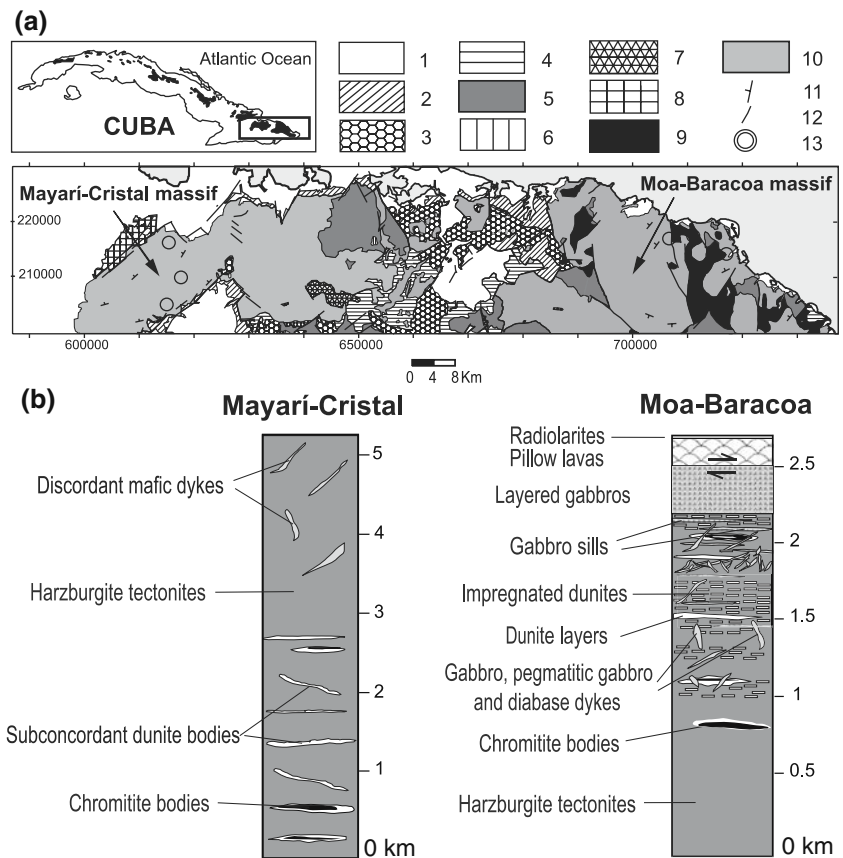 (a)
Atlantic Ocean
CUBA
1
2
3
4
5
6
7
8
9
10
11
12
13
Mayarí-Cristal massif
Moa-Baracoa massif
220000
210000
600000
650000
700000
0 4 8Km
(b)
Mayarí-Cristal
Discordant mafic dykes
Harzburgite tectonites
Subconcordant dunite bodies
Chromitite bodies
5
4
3
2
1
0 km
Moa-Baracoa
Radiolarites
Pillow lavas
Layered gabbros
Gabbro sills
Impregnated dunites
Dunite layers
Gabbro, pegmatitic gabbro
and diabase dykes
Chromitite bodies
Harzburgite tectonites
2.5
2
1.5
1
0.5
0 km